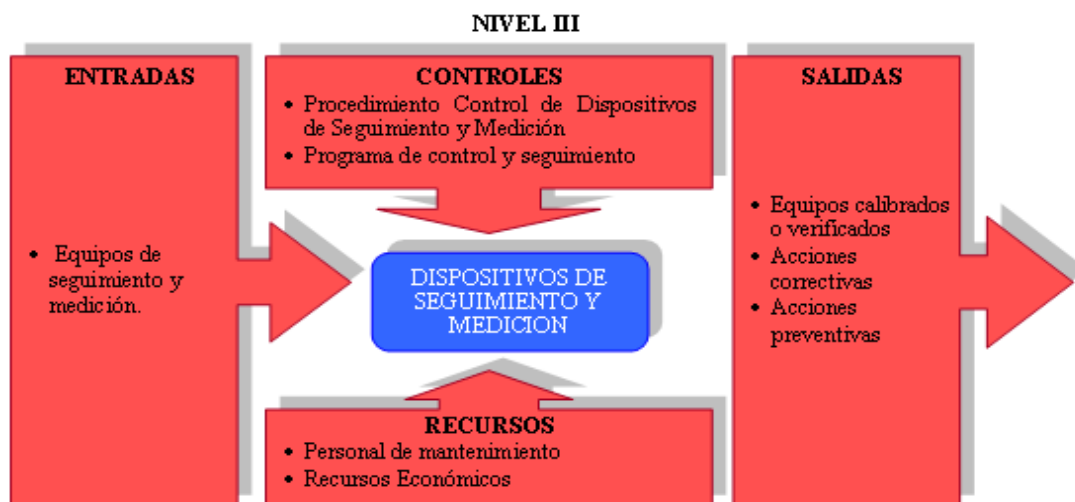 NIVEL III
ENTRADAS
• Equipos de
seguimiento y
medición.
CONTROLES
• Procedimiento Control de Dispositivos
de Seguimiento y Medición
• Programa de control y seguimiento
DISPOSITIVOS DE
SEGUIMIENTO Y
MEDICION
RECURSOS
• Personal de mantenimiento
• Recursos Económicos
SALIDAS
• Equipos calibrados
o verificados
• Acciones
correctivas
• Acciones
preventivas